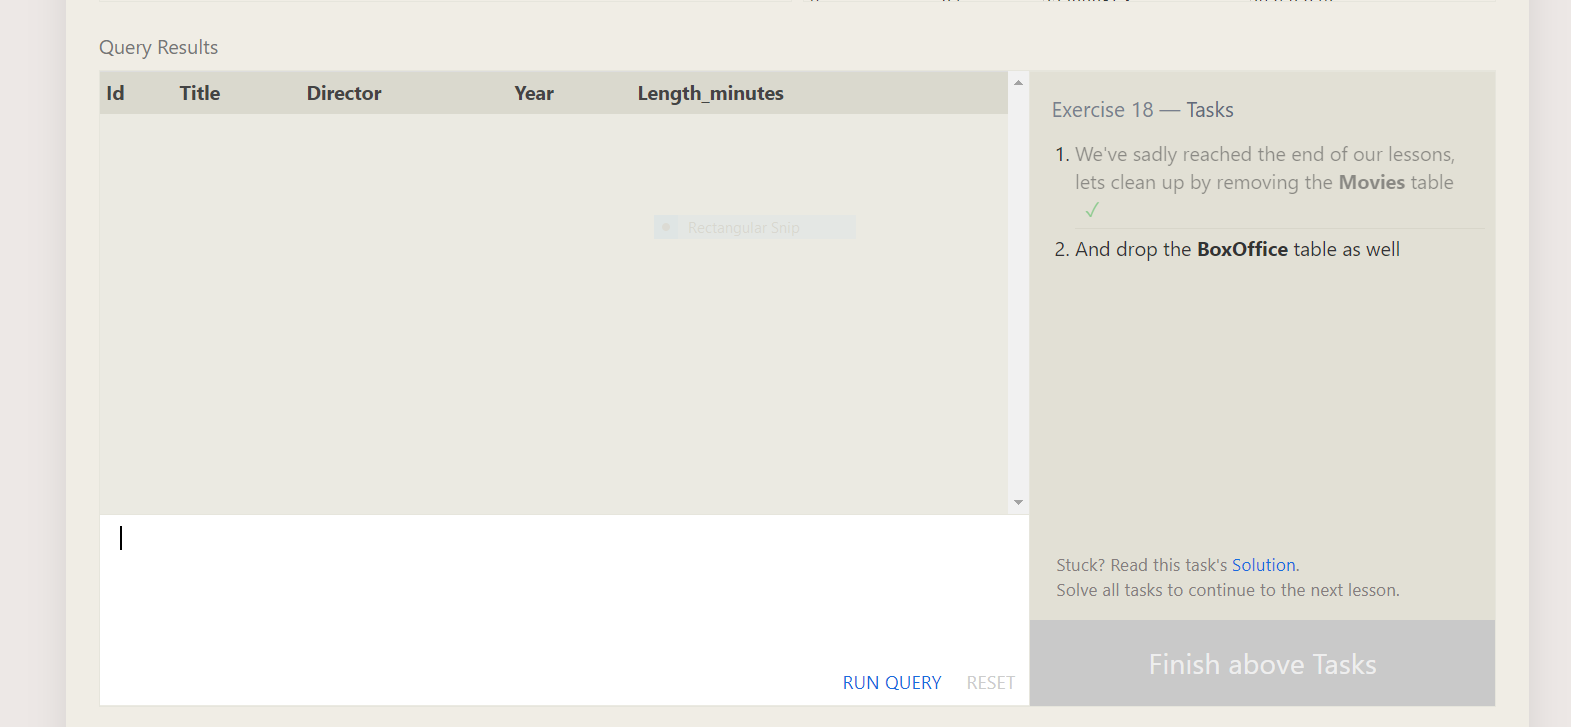 Query Results
Id Title Director Year Length_minutes
Rectangular Snip
RUN QUERY RESET
Exercise 18 — Tasks
1. We've sadly reached the end of our lessons,
lets clean up by removing the Movies table
✓
2. And drop the BoxOffice table as well
Stuck? Read this task's Solution.
Solve all tasks to continue to the next lesson.
Finish above Tasks